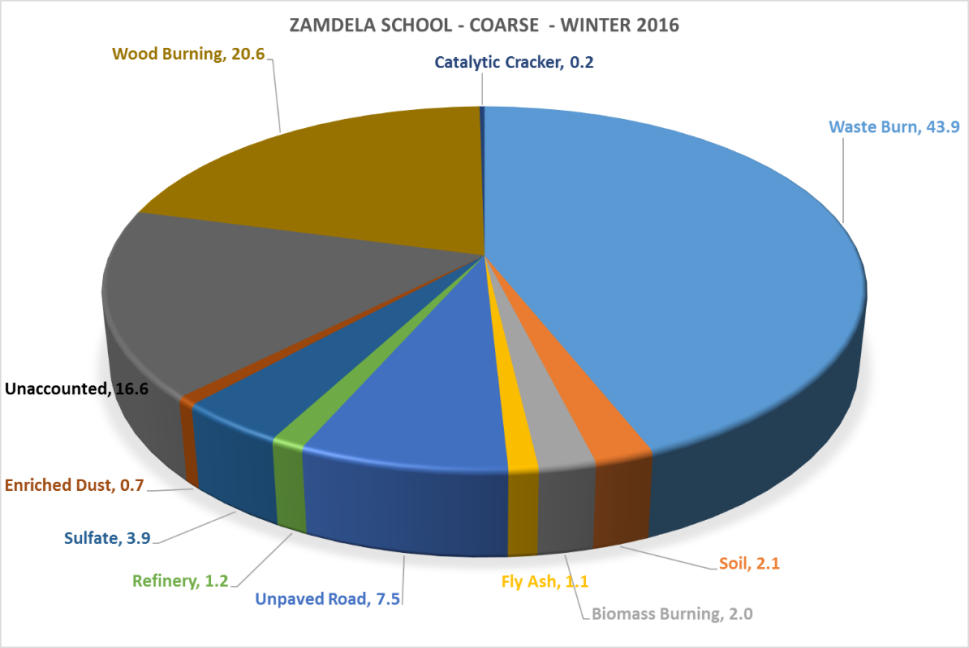 ZAMDELA SCHOOL - COARSE - WINTER 2016
Wood Burning, 20.6
Catalytic Cracker, 0.2
Waste Burn, 43.9
Unaccounted, 16.6
Enriched Dust, 0.7
Sulfate, 3.9
Refinery, 1.2
Unpaved Road, 7.5
Fly Ash, 1.1
Biomass Burning, 2.0
Soil, 2.1